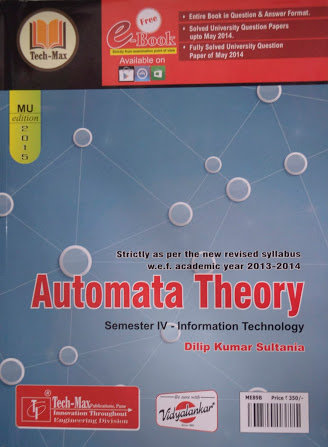 Tech-Max
Free
e-Book
Strictly from examination point of view
Available on
• Entire Book in Question & Answer Format.
• Solved University Question Papers
upto May 2014.
• Fully Solved University Question
Paper of May 2014
MU
edition
2015
Strictly as per the new revised syllabus
w.e.f. academic year 2013-2014
Automata Theory
Semester IV - Information Technology
Dilip Kumar Sultania
Tech-Max Publications, Pune
Innovation Throughout
Engineering Division
Vidyalankar
ME89B Price ₹ 350/-